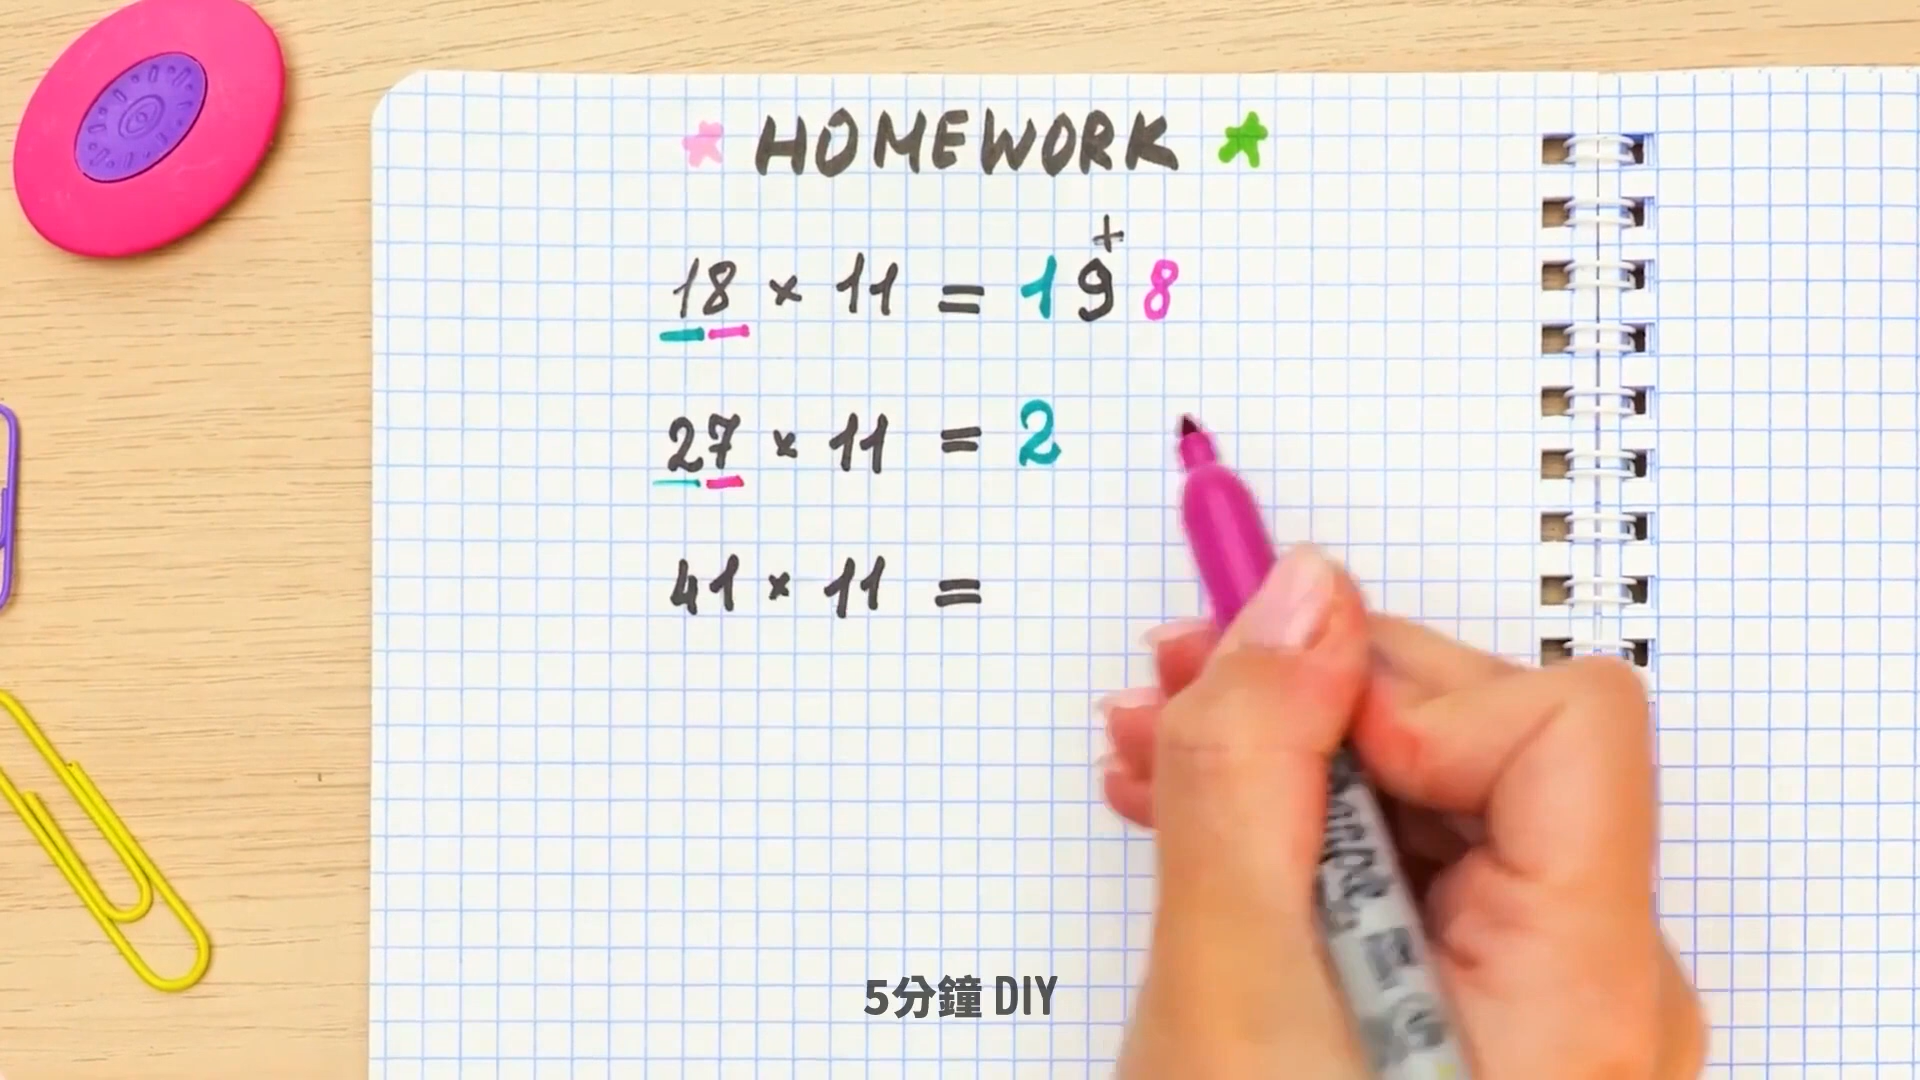 HOMEWORK
+
18 × 11 = 198
27 × 11 = 2
41 × 11 =
5分鐘 DIY